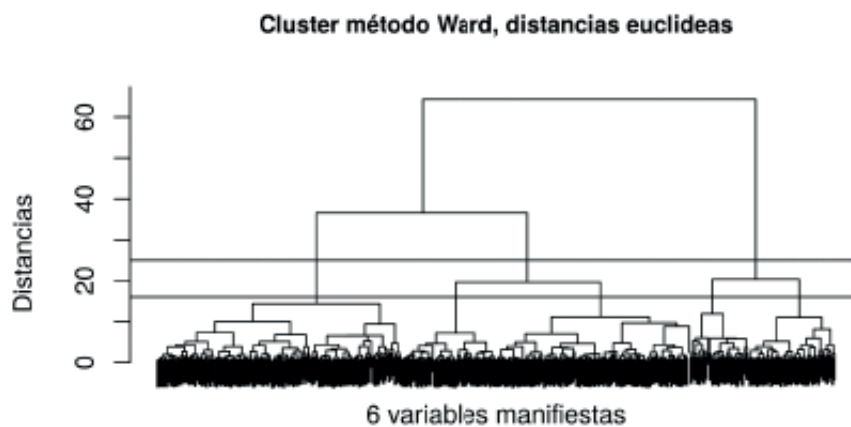 Cluster método Ward, distancias euclideas
60
40
20
0
Distancias
6 variables manifiestas